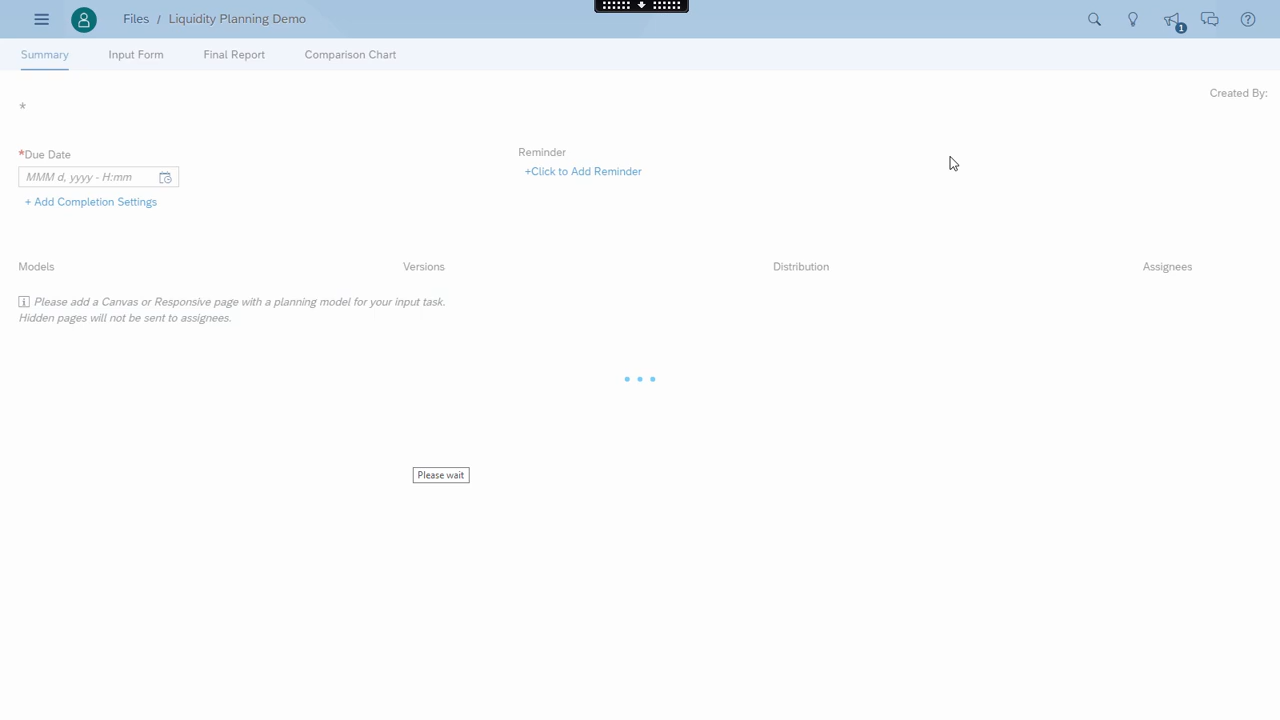 Files / Liquidity Planning Demo
1
Summary Input Form Final Report Comparison Chart
Created By:
*
*Due Date
Reminder
MMM d, yyyy - H:mm
+Click to Add Reminder
+ Add Completion Settings
Models Versions Distribution Assignees
Please add a Canvas or Responsive page with a planning model for your input task.
Hidden pages will not be sent to assignees.
Please wait